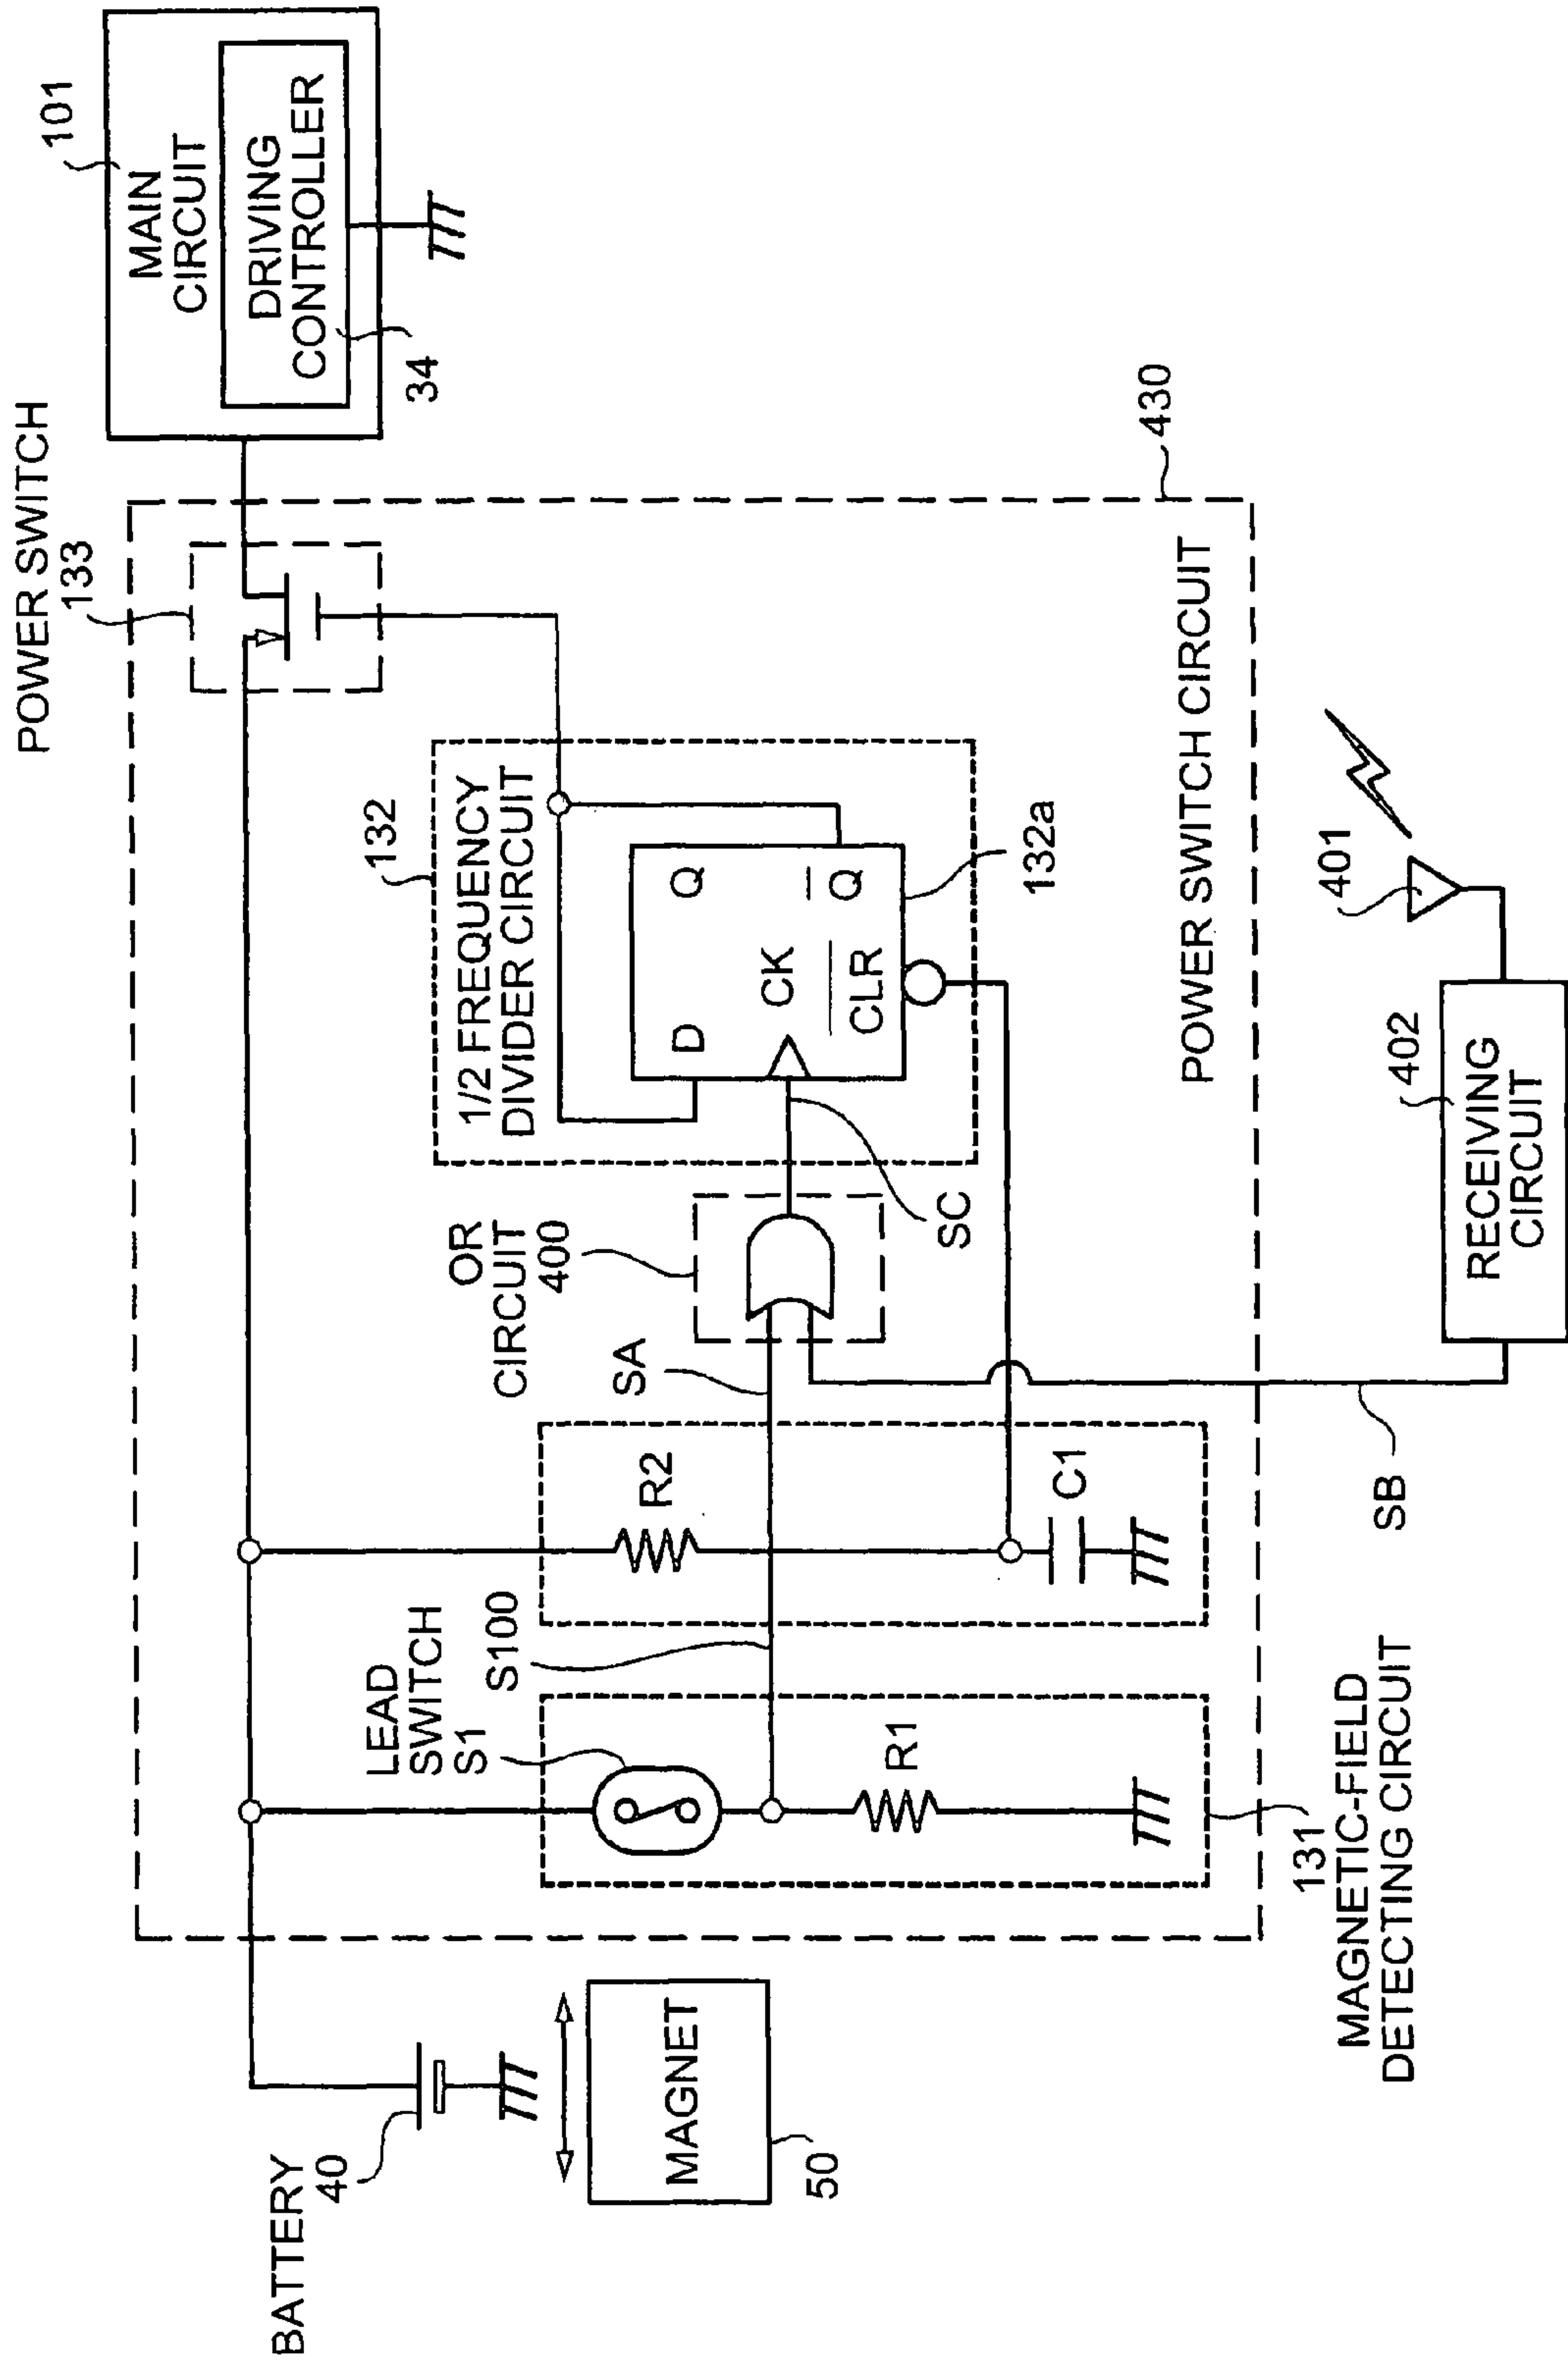 POWER SWITCH
133
101
MAIN
CIRCUIT
DRIVING
CONTROLLER
34
BATTERY
40
MAGNET
50
LEAD
SWITCH
S1
S100
R1
R2
C1
SA
OR
CIRCUIT
400
SC
132
1/2 FREQUENCY
DIVIDER CIRCUIT
D
Q
CK
Q
CLR
132a
POWER SWITCH CIRCUIT
430
131
MAGNETIC-FIELD
DETECTING CIRCUIT
SB
402
RECEIVING
CIRCUIT
401